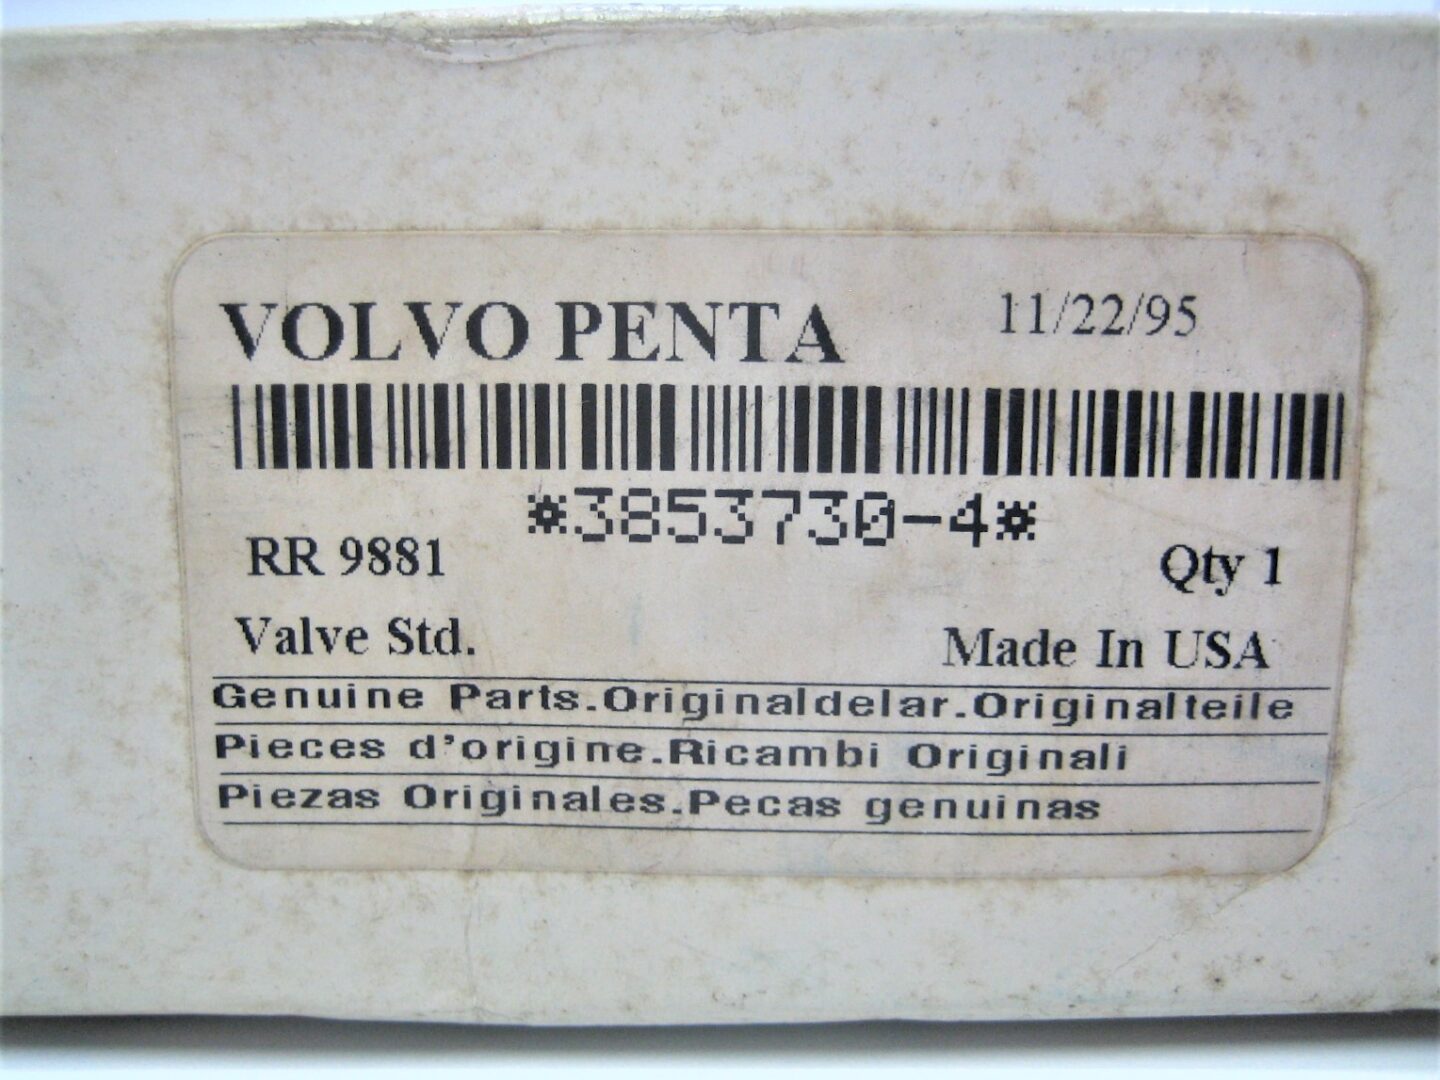 VOLVO PENTA 11/22/95
*3853730-4*
RR 9881 Qty 1
Valve Std. Made In USA
Genuine Parts.Originaldelar.Originalteile
Pieces d'origine.Ricambi Originali
Piezas Originales.Pecas genuinas